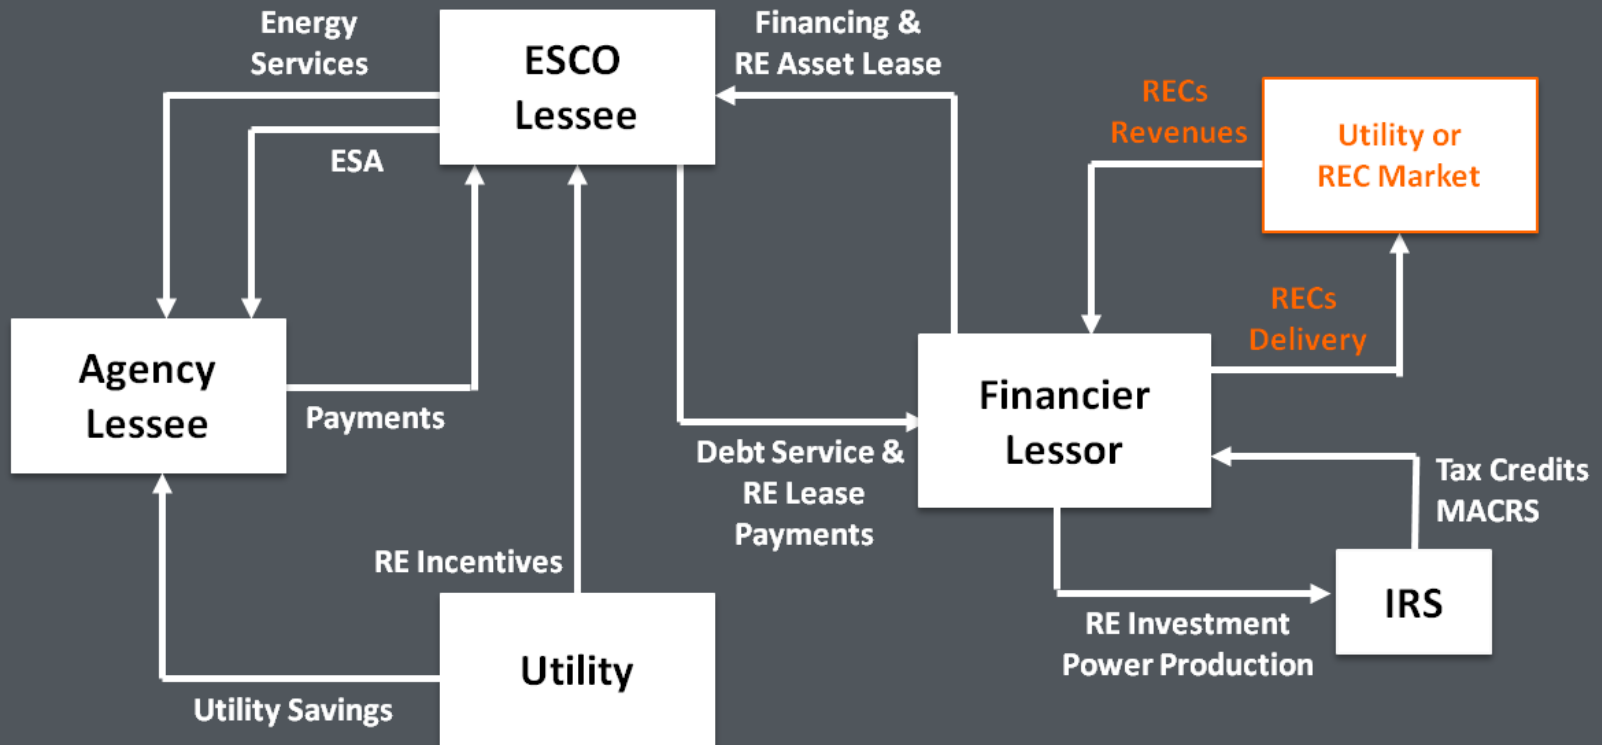 Energy
Services
ESCO
Lessee
Financing &
RE Asset Lease
RECs
Revenues
Utility or
REC Market
ESA
RECs
Delivery
Agency
Lessee
Payments
Financier
Lessor
Debt Service &
RE Lease
Payments
Tax Credits
MACRS
RE Incentives
IRS
RE Investment
Power Production
Utility
Utility Savings